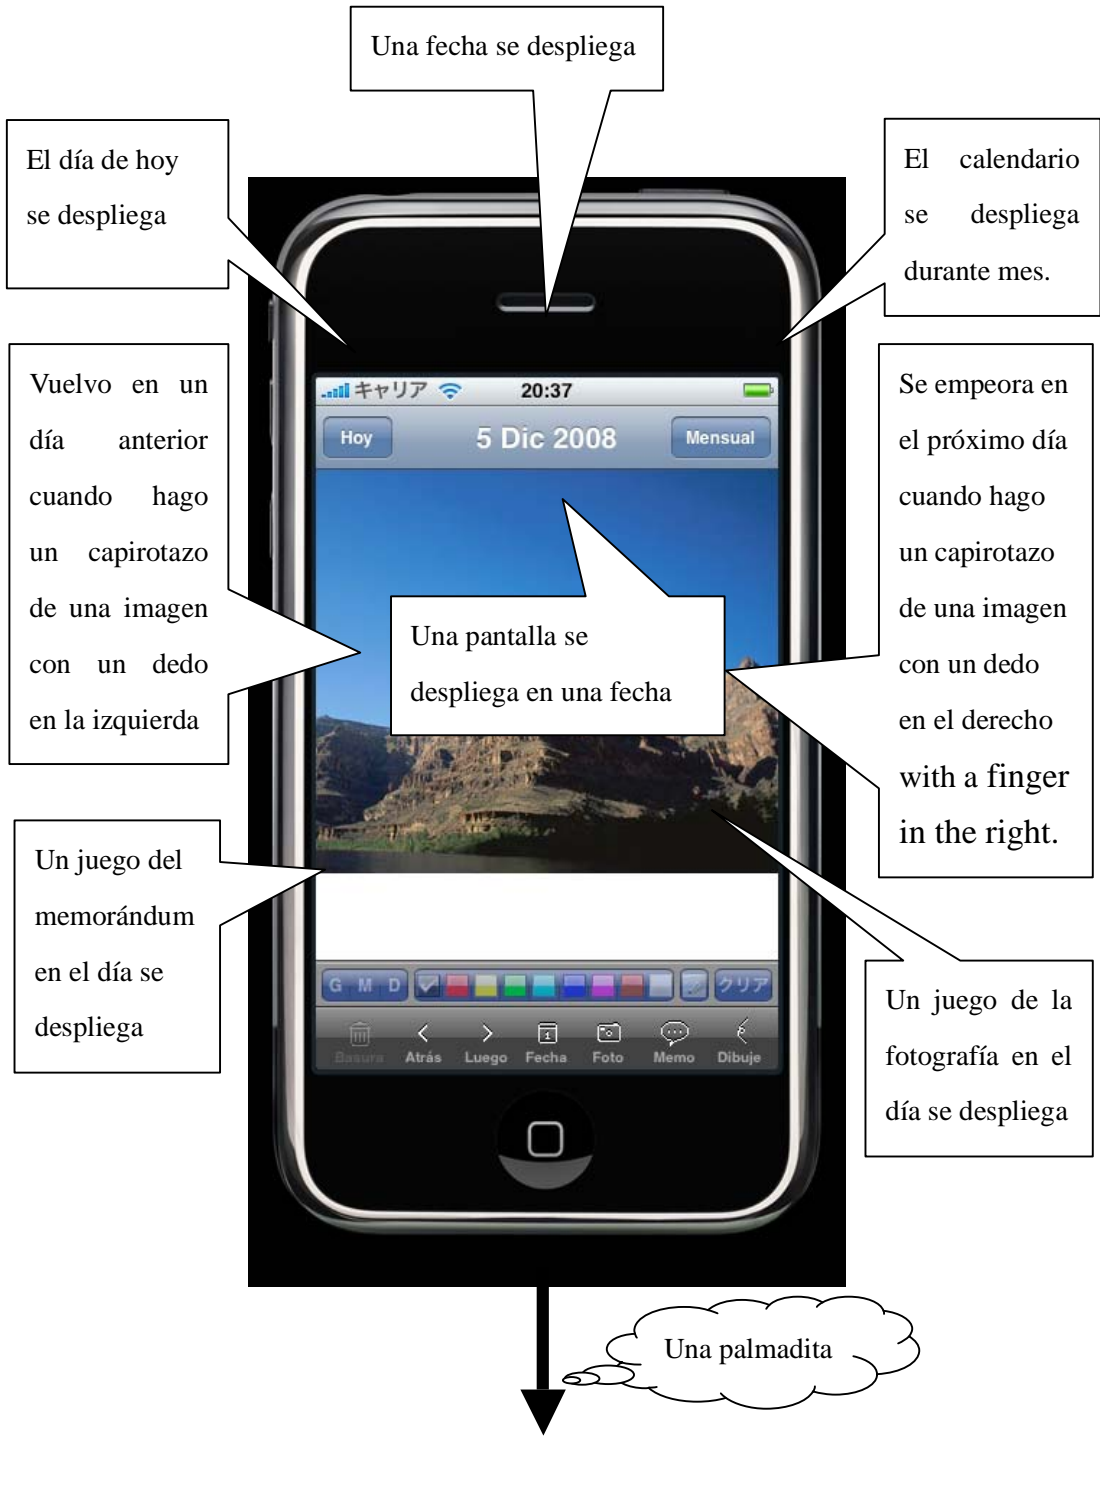 Una fecha se despliega
El día de hoy
se despliega
El calendario
se despliega
durante mes.
Vuelvo en un
día anterior
cuando hago
un capirotazo
de una imagen
con un dedo
en la izquierda
Se empeora en
el próximo día
cuando hago
un capirotazo
de una imagen
con un dedo
en el derecho
with a finger
in the right.
キャリア 20:37
Hoy 5 Dic 2008 Mensual
Una pantalla se
despliega en una fecha
Un juego del
memorándum
en el día se
despliega
G M D クリア
Basura Atrás Luego Fecha Foto Memo Dibuje
Un juego de la
fotografía en el
día se despliega
Una palmadita